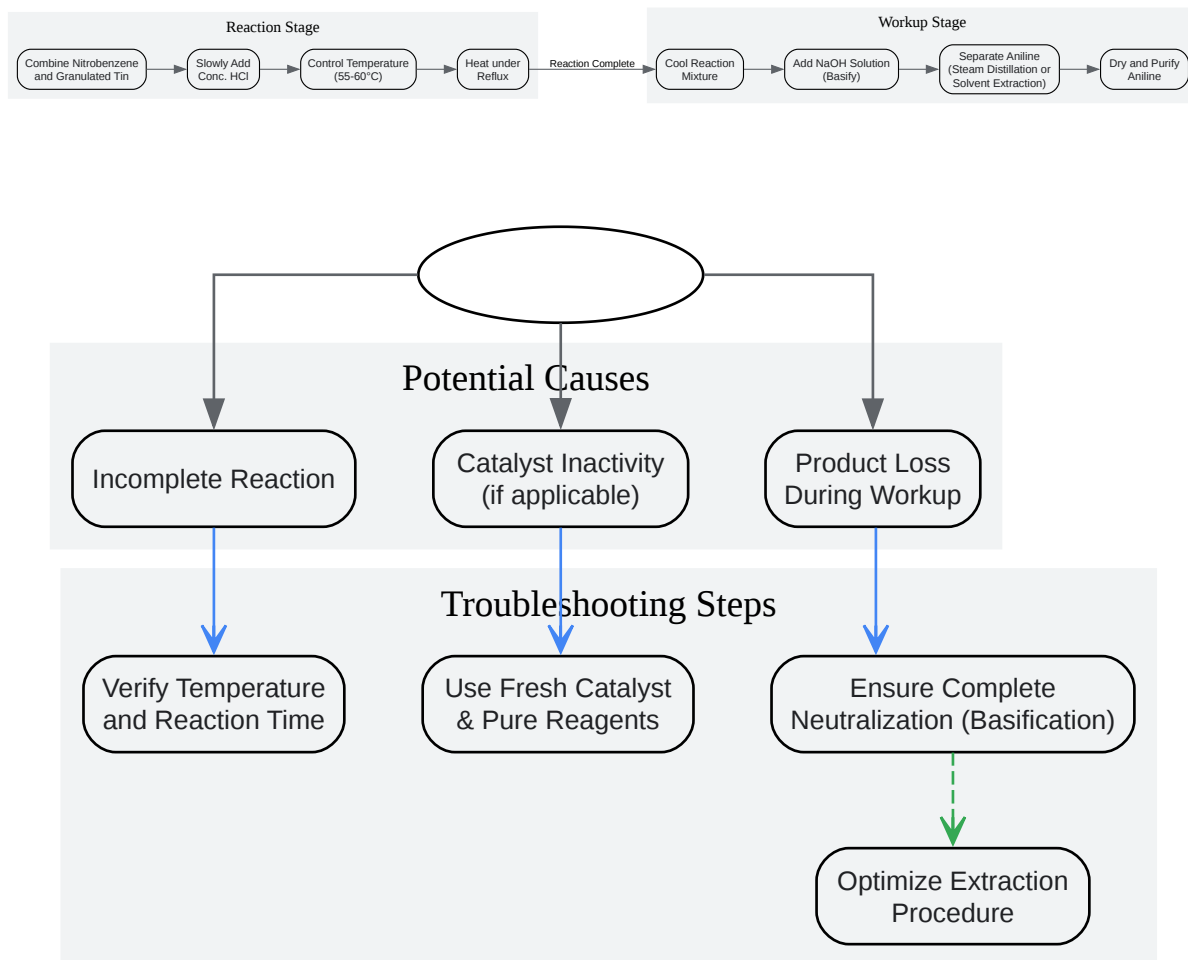 Reaction Stage
Workup Stage
Combine Nitrobenzene
and Granulated Tin
Slowly Add
Conc. HCl
Control Temperature
(55-60°C)
Heat under
Reflux
Reaction Complete
Cool Reaction
Mixture
Add NaOH Solution
(Basify)
Separate Aniline
(Steam Distillation or
Solvent Extraction)
Dry and Purify
Aniline
Potential Causes
Incomplete Reaction
Catalyst Inactivity
(if applicable)
Product Loss
During Workup
Troubleshooting Steps
Verify Temperature
and Reaction Time
Use Fresh Catalyst
& Pure Reagents
Ensure Complete
Neutralization (Basification)
Optimize Extraction
Procedure